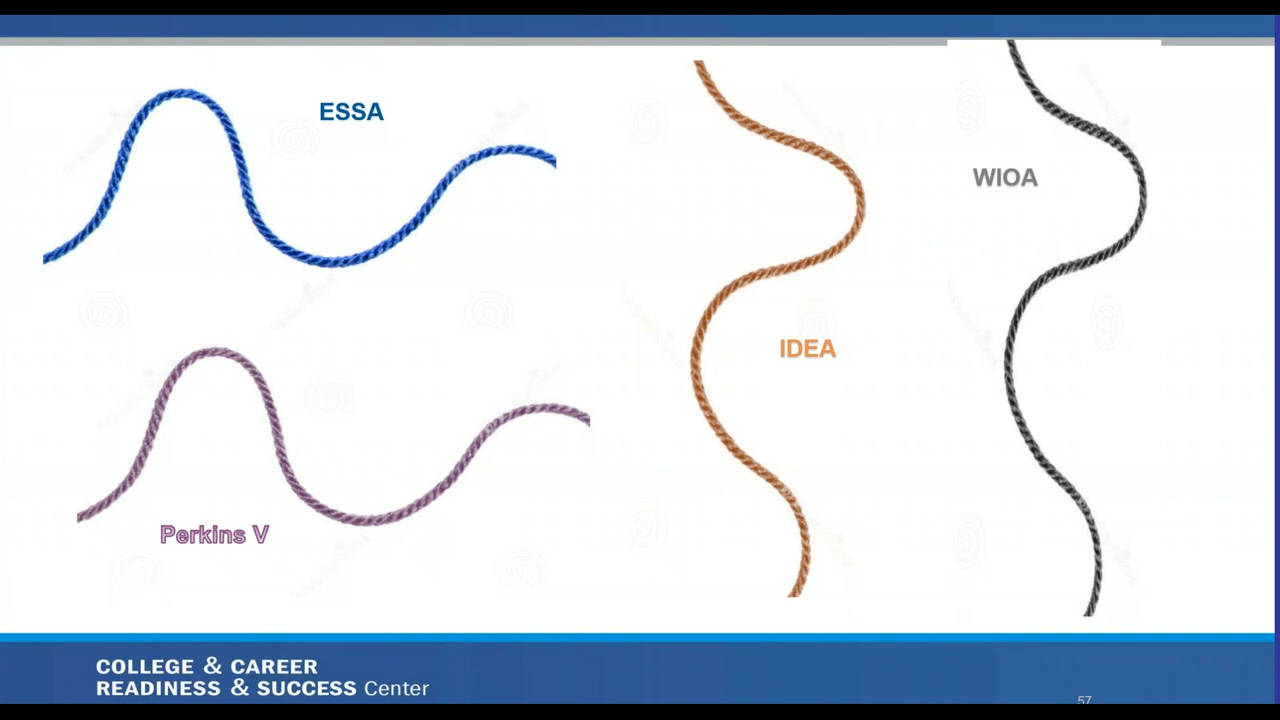 ESSA
WIOA
IDEA
Perkins V
COLLEGE & CAREER
READINESS & SUCCESS Center
57